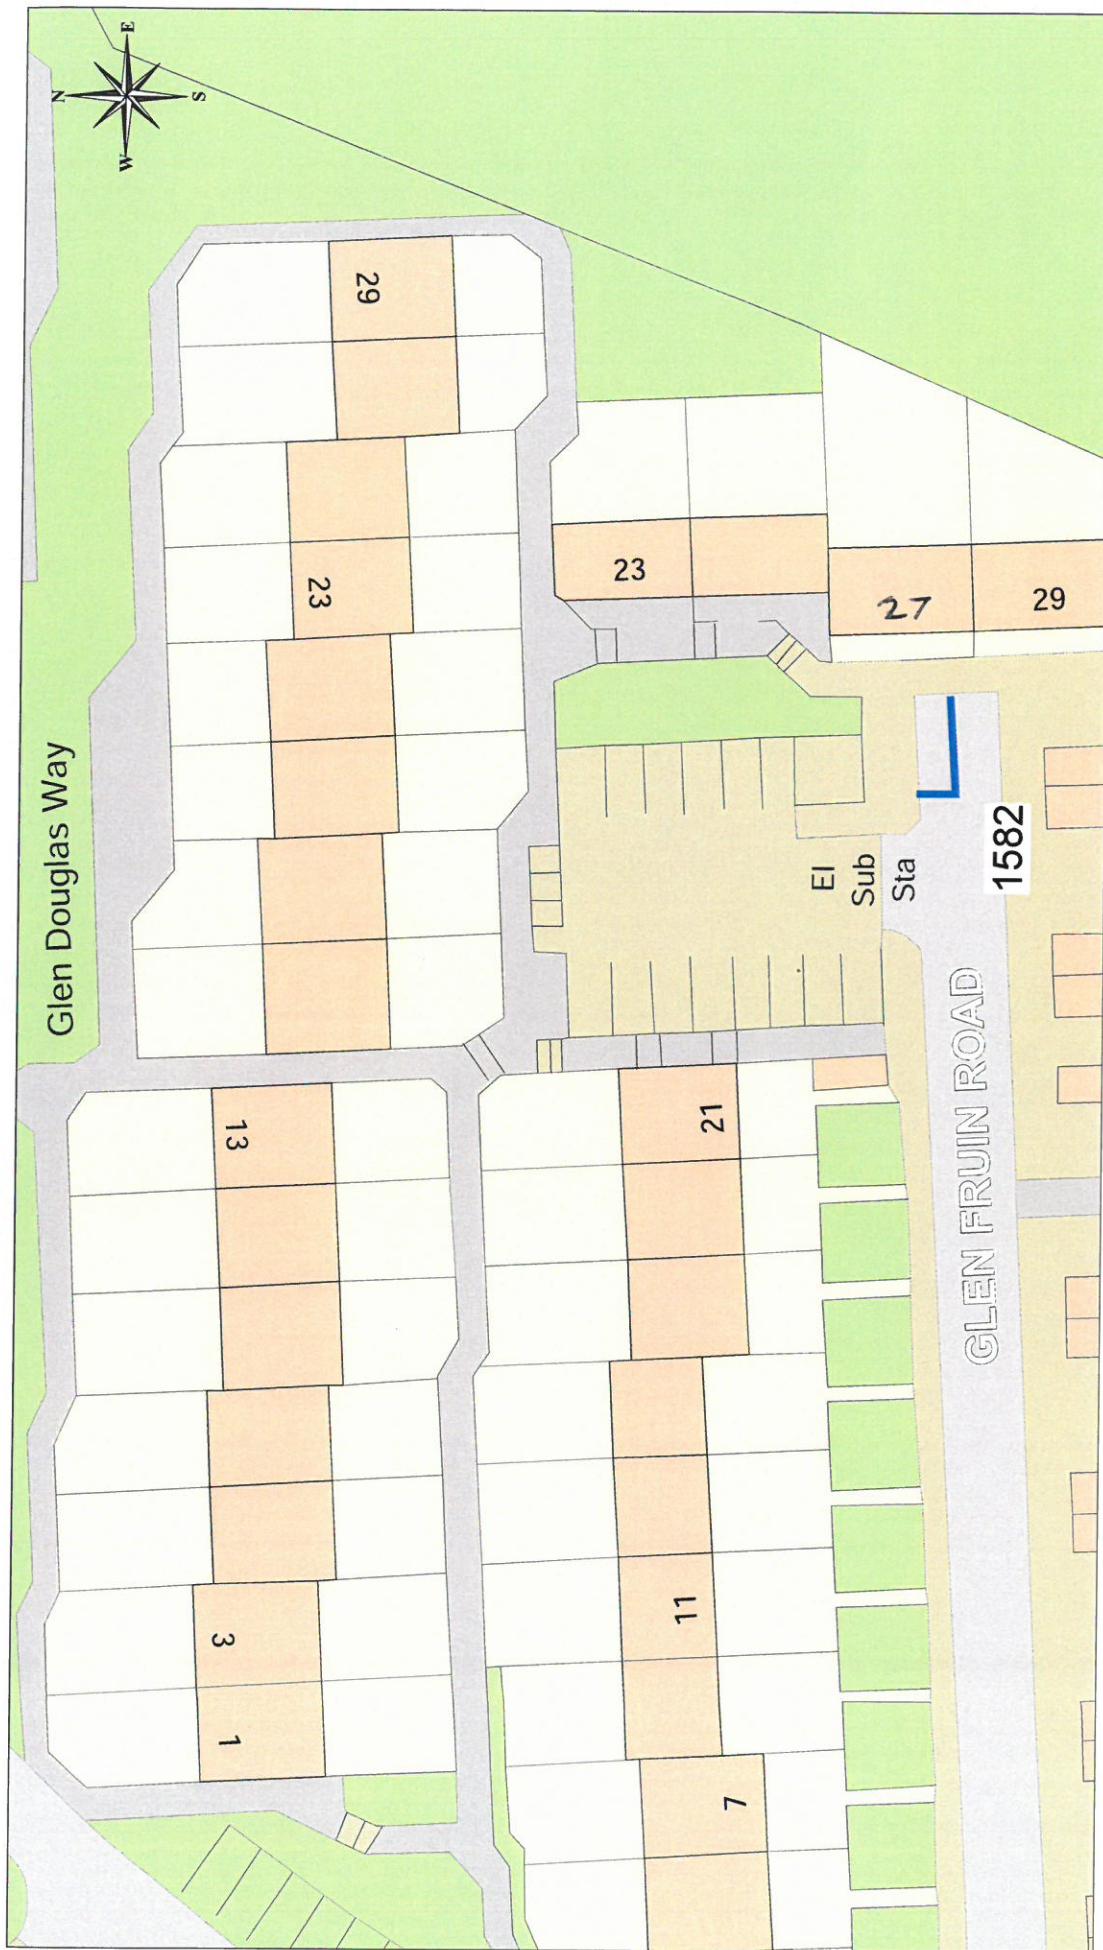 N
E
S
W
29
23
Glen Douglas Way
23
27
29
El
Sub
Sta
1582
13
21
GLEN FRUIN ROAD
3
11
1
7